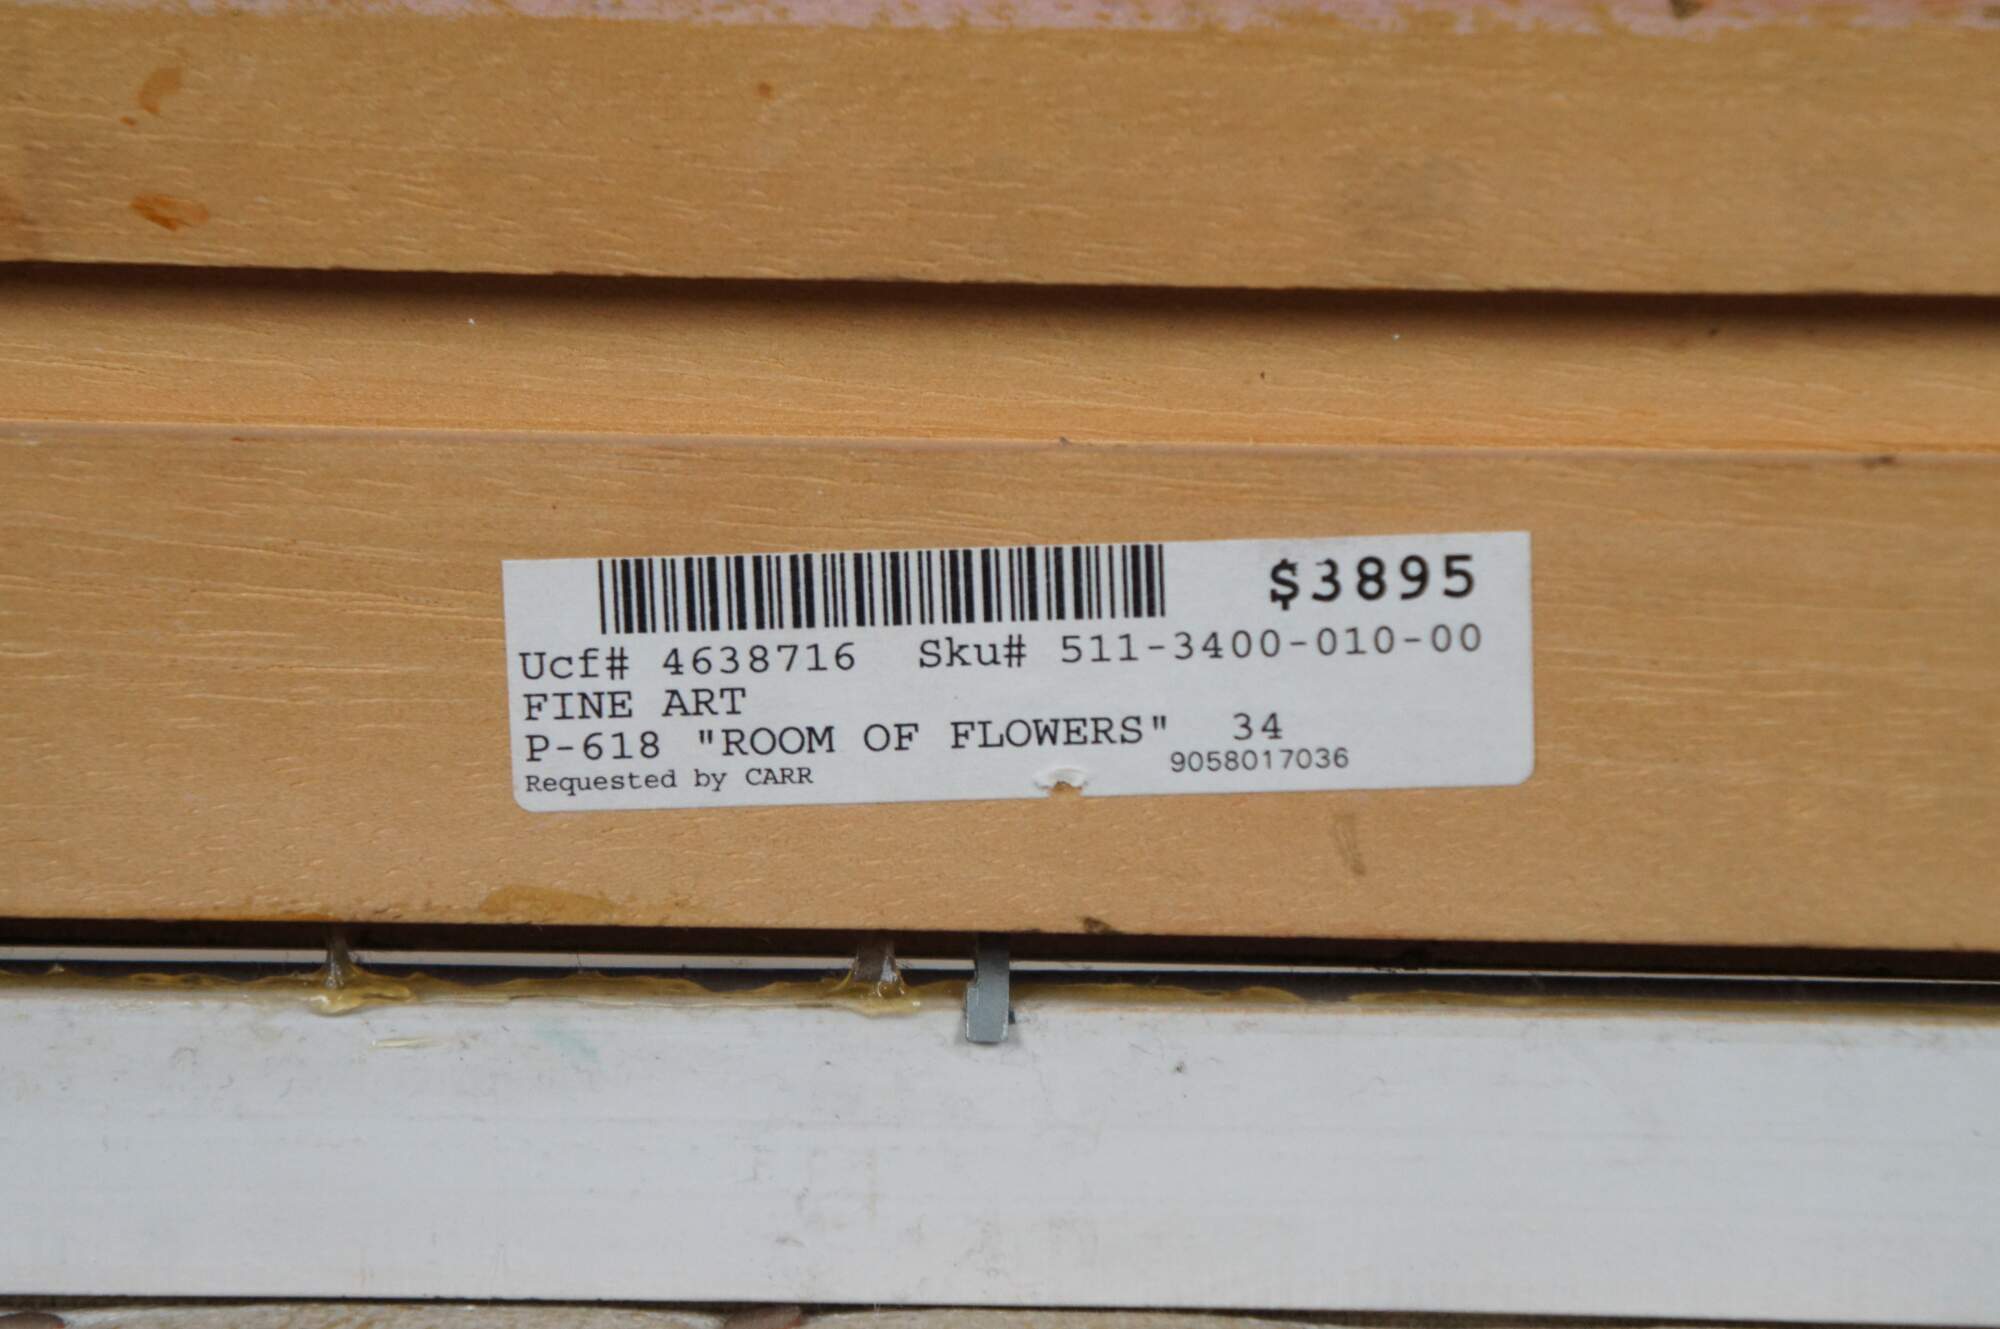 $3895
Ucf# 4638716 Sku# 511-3400-010-00
FINE ART
P-618 "ROOM OF FLOWERS" 34
Requested by CARR 9058017036